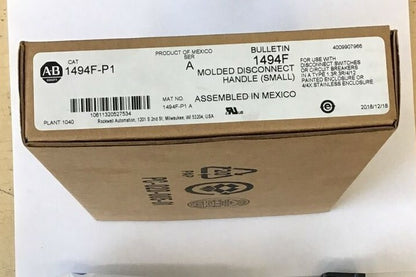 A-B
CAT
1494F-P1
PRODUCT OF MEXICO
SER
A
BULLETIN
1494F
MOLDED DISCONNECT
HANDLE (SMALL)
4009907966
FOR USE WITH
DISCONNECT SWITCHES
OR CIRCUIT BREAKERS
IN A TYPE 1,3R,3R/4/12
PAINTED ENCLOSURE OR
4/4X STAINLESS ENCLOSURE
10611320527534
MAT NO.
1494F-P1 A
ASSEMBLED IN MEXICO
2018/12/18
PLANT 1040
Rockwell Automation, 1201 S 2nd St, Milwaukee, WI 53204, USA